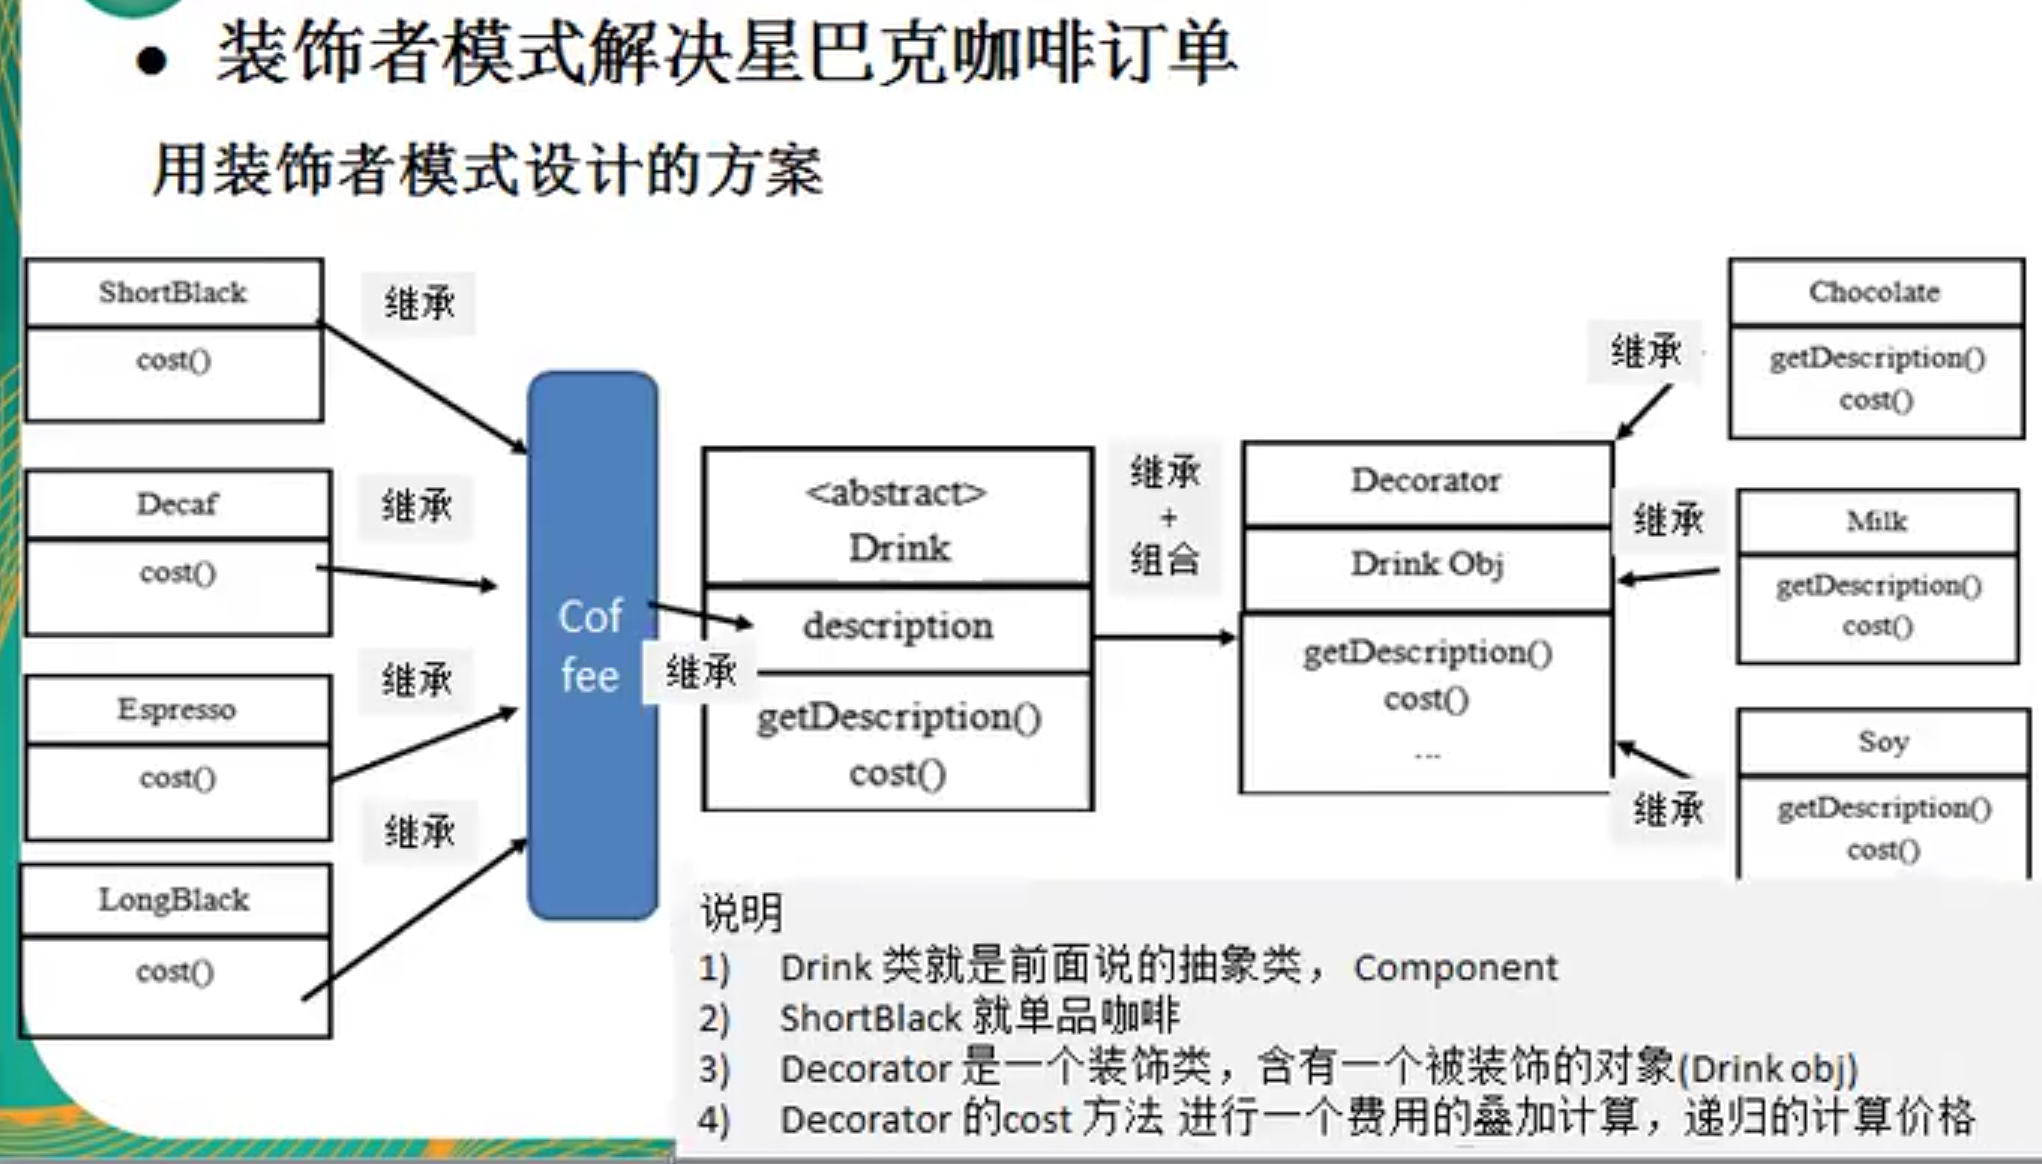 • 装饰者模式解决星巴克咖啡订单
用装饰者模式设计的方案
ShortBlack
cost()
继承
Decaf
cost()
继承
Espresso
cost()
继承
LongBlack
cost()
继承
Cof
fee
继承
<abstract>
Drink
description
getDescription()
cost()
继承
+
组合
Decorator
Drink Obj
getDescription()
cost()
...
继承
Chocolate
getDescription()
cost()
继承
Milk
getDescription()
cost()
继承
Soy
getDescription()
cost()
说明
1) Drink 类就是前面说的抽象类， Component
2) ShortBlack 就单品咖啡
3) Decorator 是一个装饰类，含有一个被装饰的对象(Drink obj)
4) Decorator 的cost 方法 进行一个费用的叠加计算，递归的计算价格